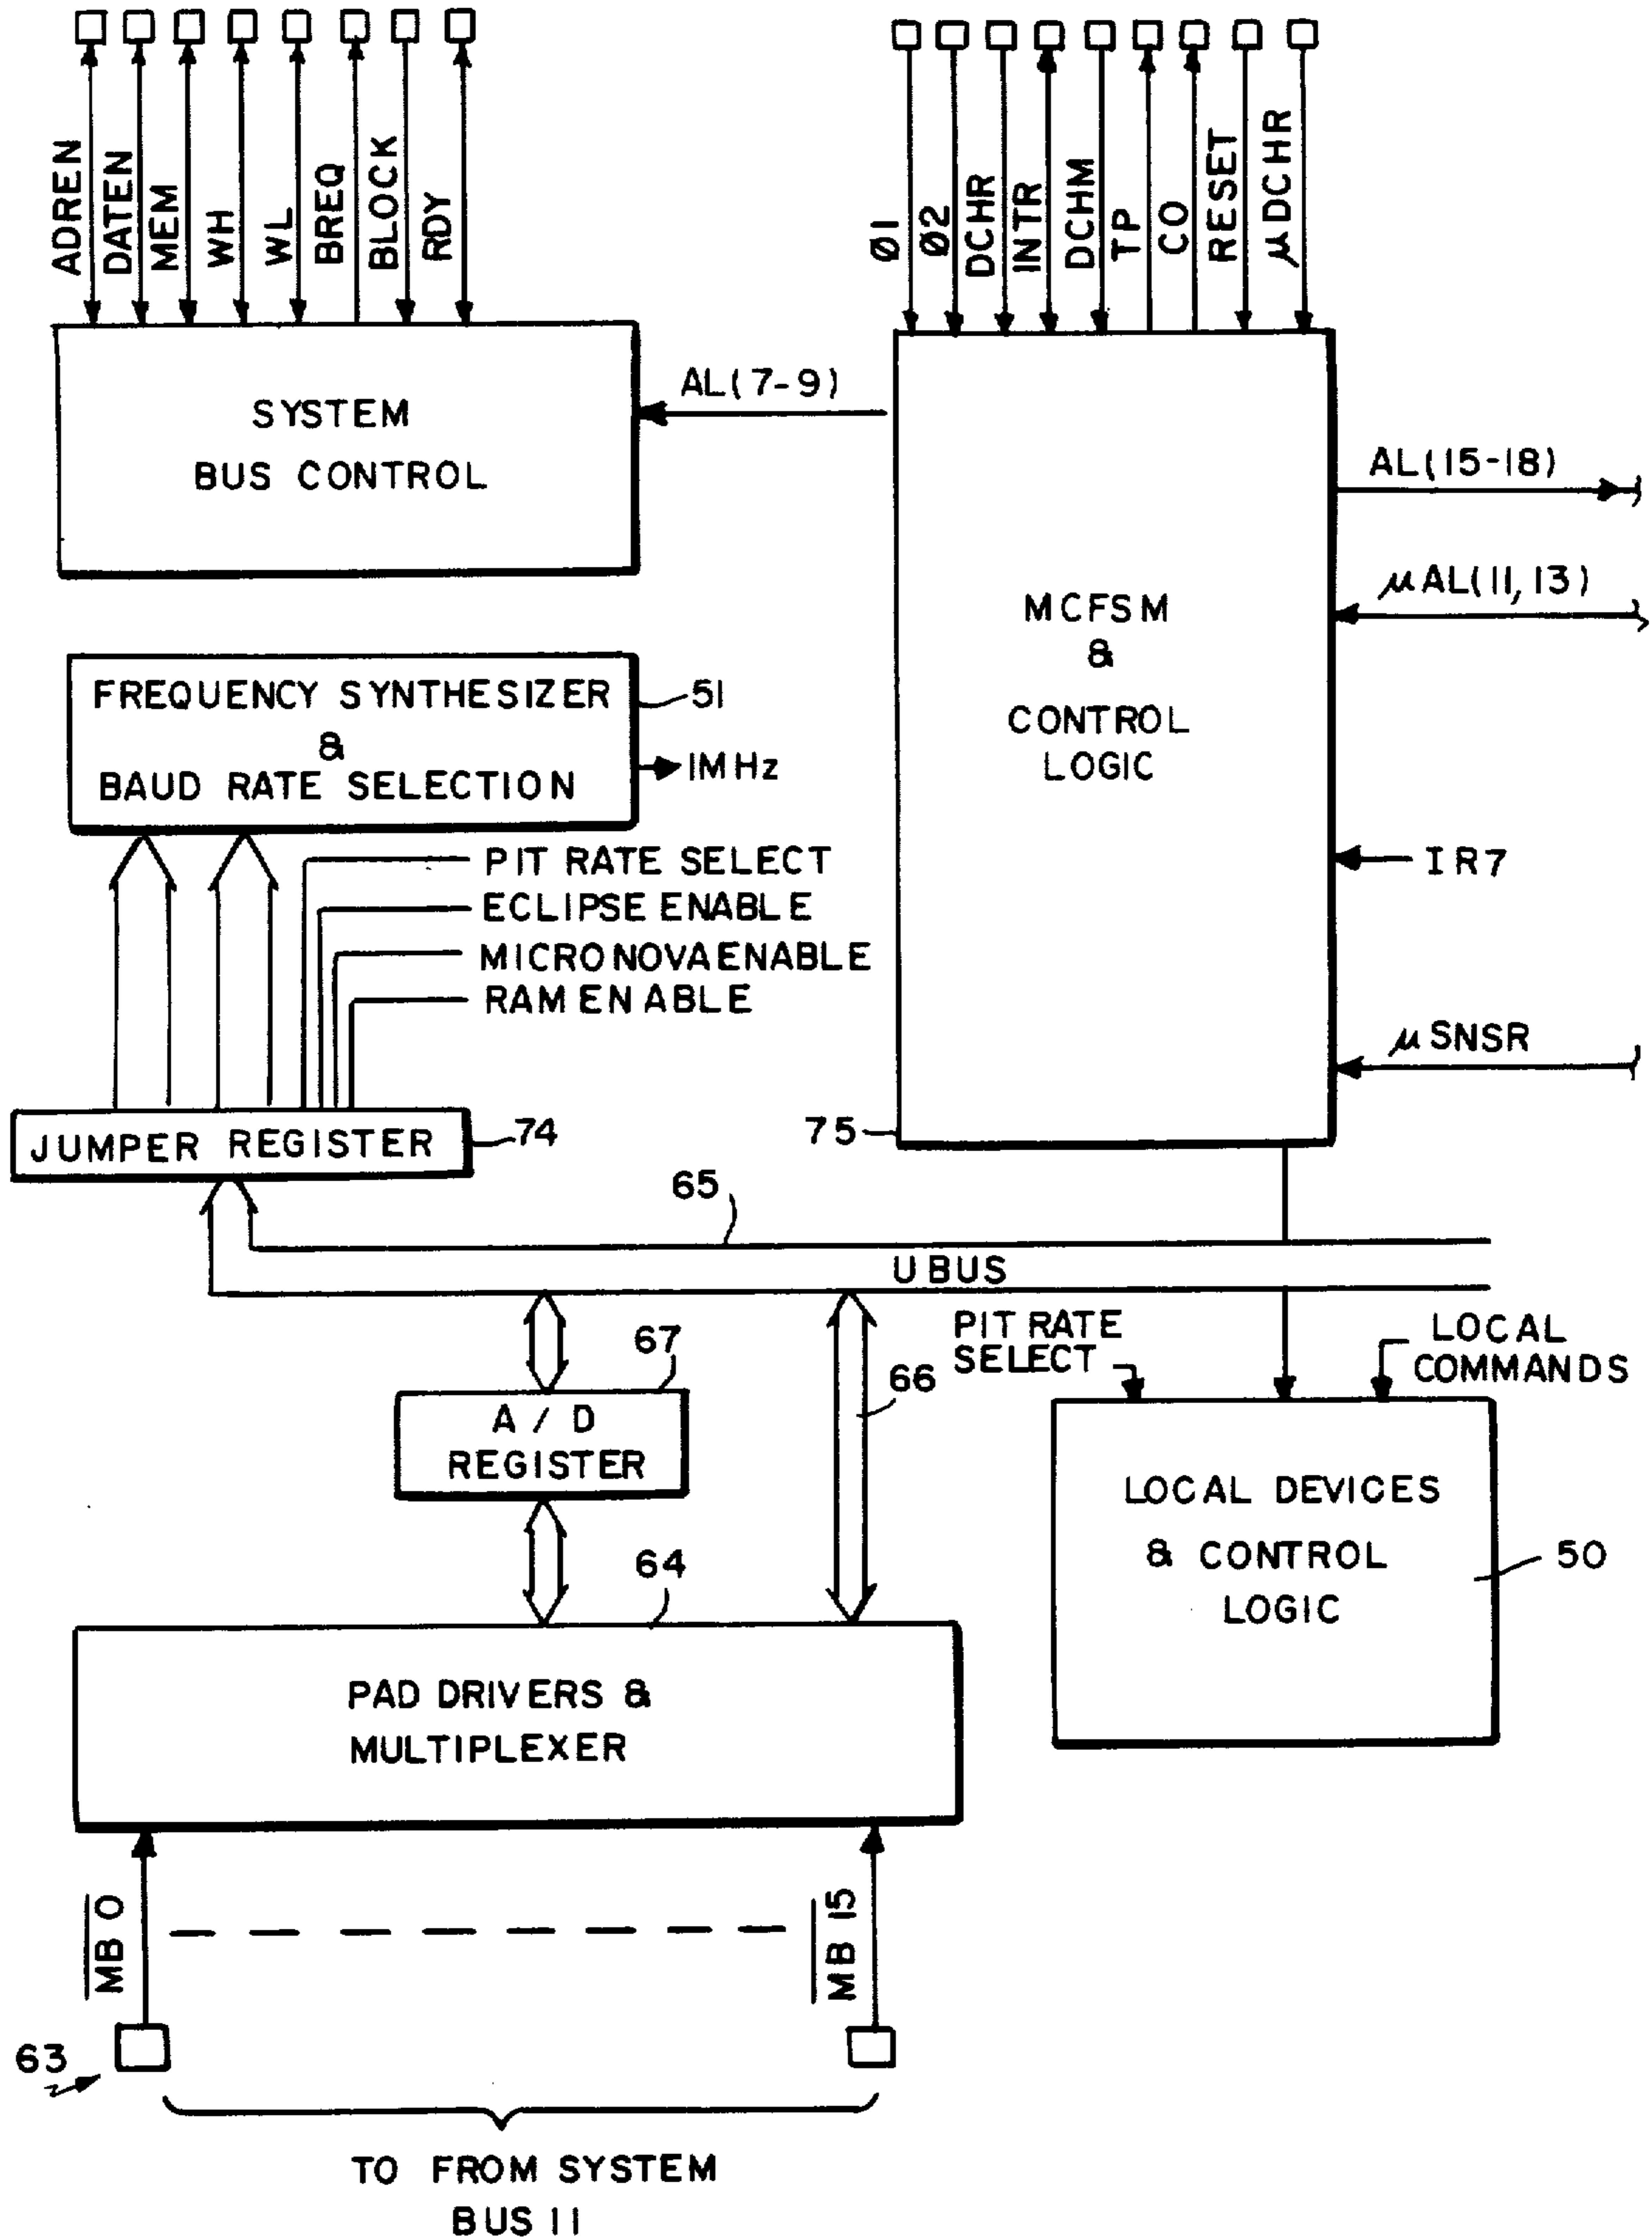 ADREN
DATEN
MEM
WH
WL
BREQ
BLOCK
RDY
Ø1
Ø2
DCHR
INTR
DCHM
TP
CO
RESET
μDCHR
SYSTEM
BUS CONTROL
AL(7-9)
MCFSM
&
CONTROL
LOGIC
AL(15-18)
μAL(11,13)
FREQUENCY SYNTHESIZER
&
BAUD RATE SELECTION
51
1MHz
IR7
PIT RATE SELECT
ECLIPSE ENABLE
MICRONOVAENABLE
RAM ENABLE
μSNSR
JUMPER REGISTER
74
75
65
U BUS
PIT RATE
SELECT
LOCAL
COMMANDS
67
66
A / D
REGISTER
LOCAL DEVICES
& CONTROL
LOGIC
50
64
PAD DRIVERS &
MULTIPLEXER
MB 0
MB 15
63
TO FROM SYSTEM
BUS 11